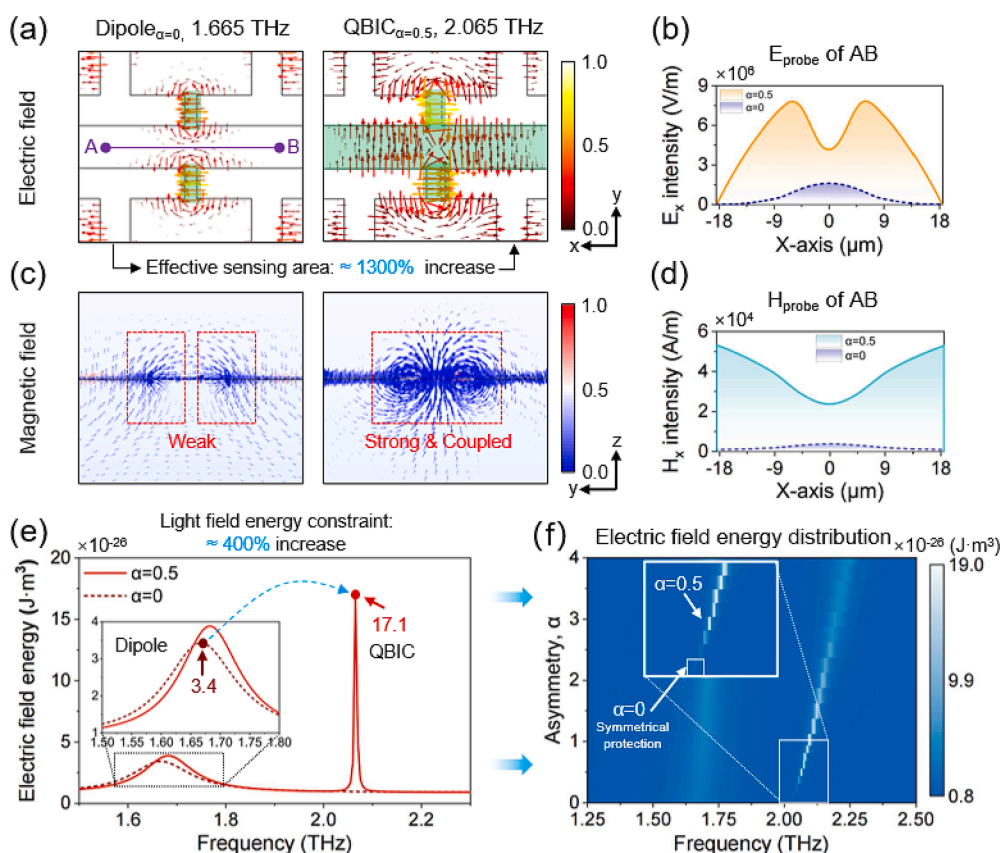 (a)
Dipoleα=0, 1.665 THz
QBICα=0.5, 2.065 THz
Electric field
A
B
1.0
0.5
0.0
y
x
Effective sensing area: ≈ 1300% increase
(b)
Eprobe of AB
×10⁶
Ex intensity (V/m)
9
6
3
0
α=0.5
α=0
-18 -9 0 9 18
X-axis (μm)
(c)
Magnetic field
Weak
Strong & Coupled
1.0
0.5
0.0
z
y
(d)
Hprobe of AB
×10⁴
Hx intensity (A/m)
6
4
2
0
α=0.5
α=0
-18 -9 0 9 18
X-axis (μm)
(e)
Light field energy constraint:
≈ 400% increase
×10⁻²⁶
Electric field energy (J·m³)
20
15
10
5
0
α=0.5
α=0
Dipole
3.4
4
3
2
1
1.50 1.55 1.60 1.65 1.70 1.75 1.80
17.1
QBIC
1.6 1.8 2.0 2.2
Frequency (THz)
(f)
Electric field energy distribution
×10⁻²⁶ (J·m³)
Asymmetry, α
4
3
2
1
0
α=0.5
α=0
Symmetrical
protection
19.0
9.9
0.8
1.25 1.75 2.00 2.25 2.50
Frequency (THz)